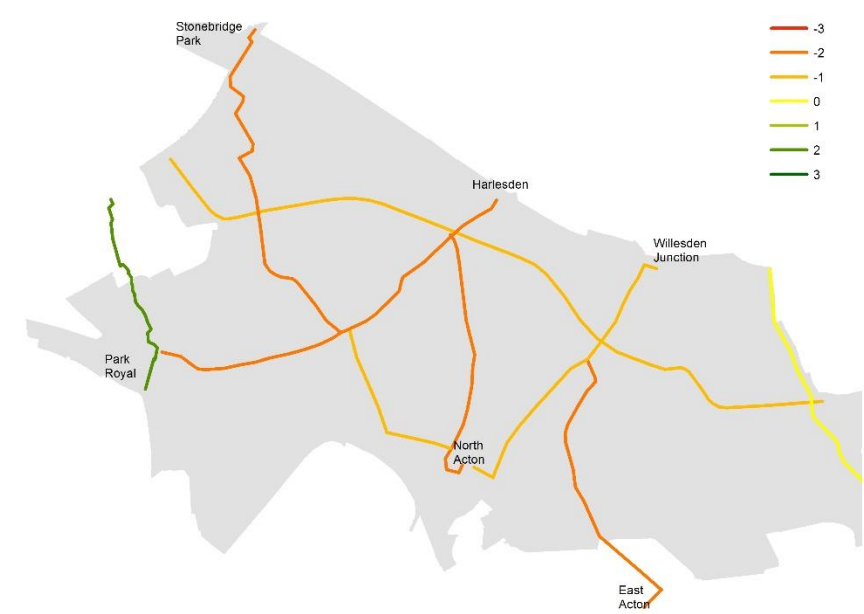 Stonebridge
Park
-3
-2
-1
0
1
2
3
Harlesden
Willesden
Junction
Park
Royal
North
Acton
East
Acton